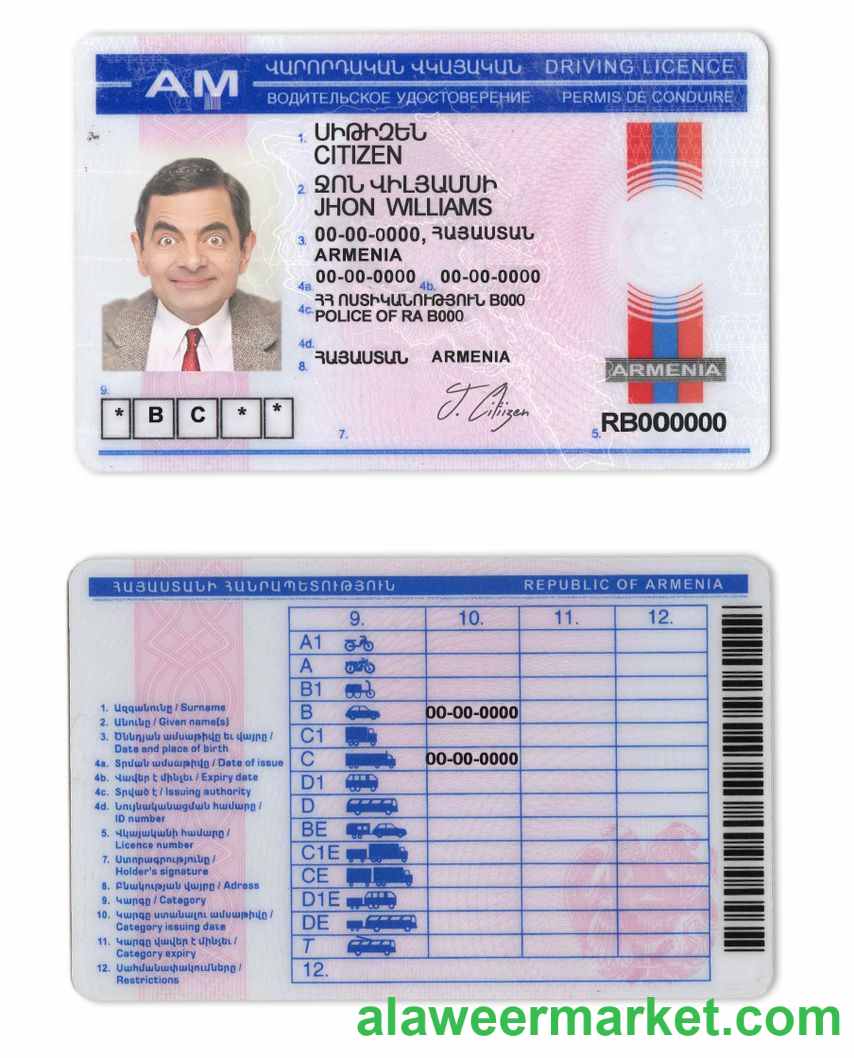 AM
ՎԱՐՈՐԴԱԿԱՆ ՎԿԱՅԱԿԱՆ DRIVING LICENCE
ВОДИТЕЛЬСКОЕ УДОСТОВЕРЕНИЕ PERMIS DE CONDUIRE
1. ՍԻԹԻԶԵՆ
CITIZEN
2. ՋՈՆ ՎԻԼՅԱՄՍԻ
JHON WILLIAMS
3. 00-00-0000, ՀԱՅԱՍՏԱՆ
ARMENIA
4a. 00-00-0000 4b. 00-00-0000
4c. ՀՀ ՈՍՏԻԿԱՆՈՒԹՅՈՒՆ B000
POLICE OF RA B000
4d.
8. ՀԱՅԱՍՏԱՆ ARMENIA
ARMENIA
9.
* B C * *
J. Citiizen
7.
5. RB000000
ՀԱՅԱՍՏԱՆԻ ՀԱՆՐԱՊԵՏՈՒԹՅՈՒՆ REPUBLIC OF ARMENIA
9. 10. 11. 12.
A1
A
B1
B 00-00-0000
C1
C 00-00-0000
D1
D
BE
C1E
CE
D1E
DE
T
12.
1. Ազգանունը / Surname
2. Անունը / Given name(s)
3. Ծննդյան ամսաթիվը եւ վայրը /
Date and place of birth
4a. Տրման ամսաթիվը / Date of issue
4b. Վավեր է մինչեւ / Expiry date
4c. Տրված է / Issuing authority
4d. Նույնականացման համարը /
ID number
5. Վկայականի համարը /
Licence number
7. Ստորագրությունը /
Holder's signature
8. Բնակության վայրը / Adress
9. Կարգը / Category
10. Կարգը ստանալու ամսաթիվը /
Category issuing date
11. Կարգը վավեր է մինչեւ /
Category expiry
12. Սահմանափակումները /
Restrictions
alaweermarket.com